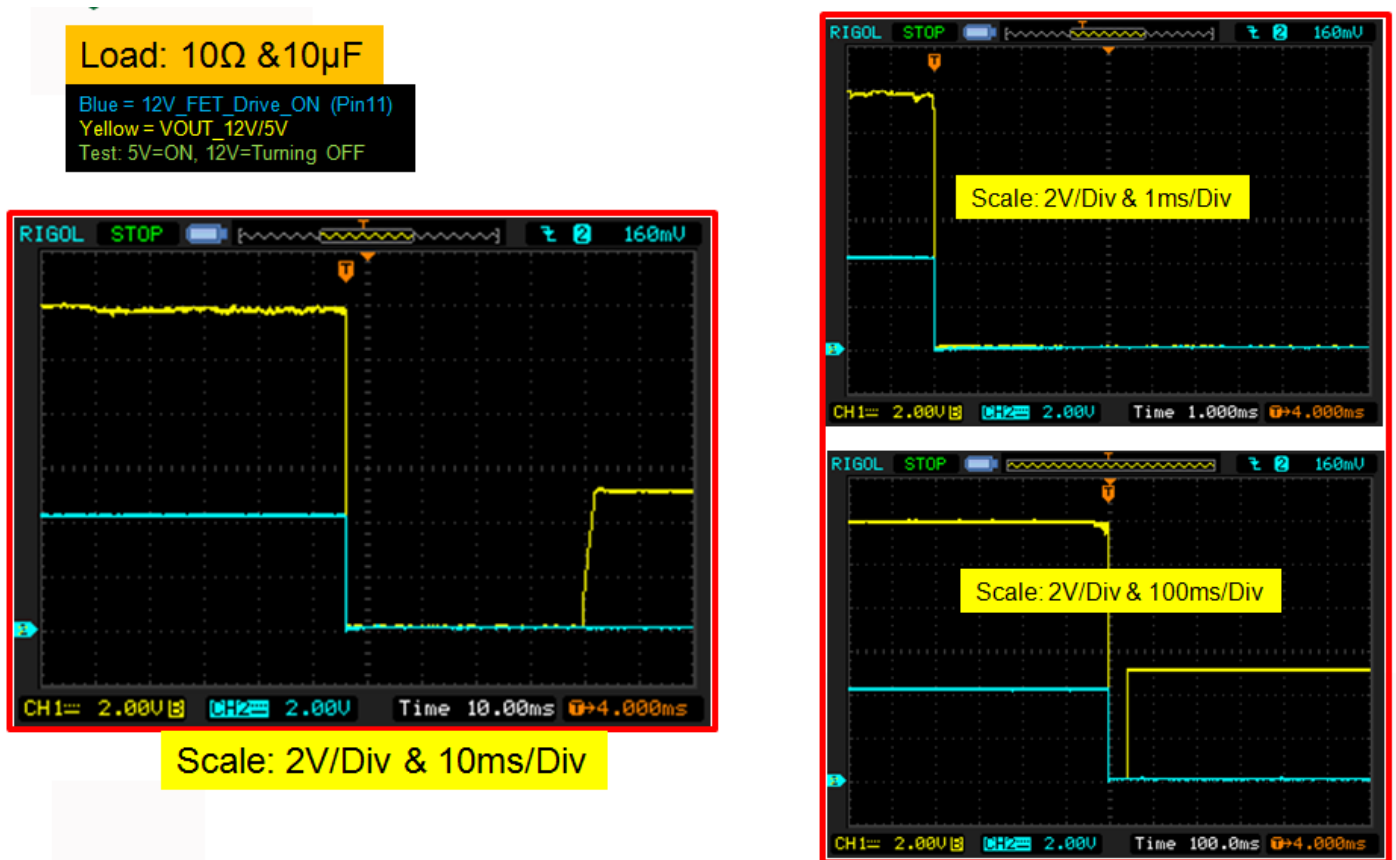 Load: 10Ω &10µF
Blue = 12V_FET_Drive_ON (Pin11)
Yellow = VOUT_12V/5V
Test: 5V=ON, 12V=Turning OFF
RIGOL STOP T 2 160mV
T
1
CH1 2.00V B CH2 2.00V Time 10.00ms T→4.000ms
Scale: 2V/Div & 10ms/Div
RIGOL STOP T 2 160mV
T
Scale: 2V/Div & 1ms/Div
1
CH1 2.00V B CH2 2.00V Time 1.000ms T→4.000ms
RIGOL STOP T 2 160mV
T
Scale: 2V/Div & 100ms/Div
1
CH1 2.00V B CH2 2.00V Time 100.0ms T→4.000ms